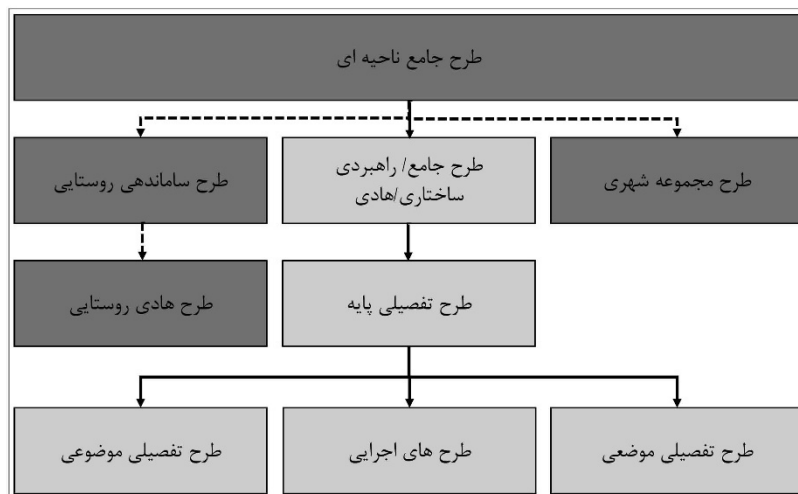 طرح جامع ناحیه ای
طرح مجموعه شهری
طرح جامع/ راهبردی
ساختاری/هادی
طرح ساماندهی روستایی
طرح تفصیلی پایه
طرح هادی روستایی
طرح تفصیلی موضعی
طرح های اجرایی
طرح تفصیلی موضوعی